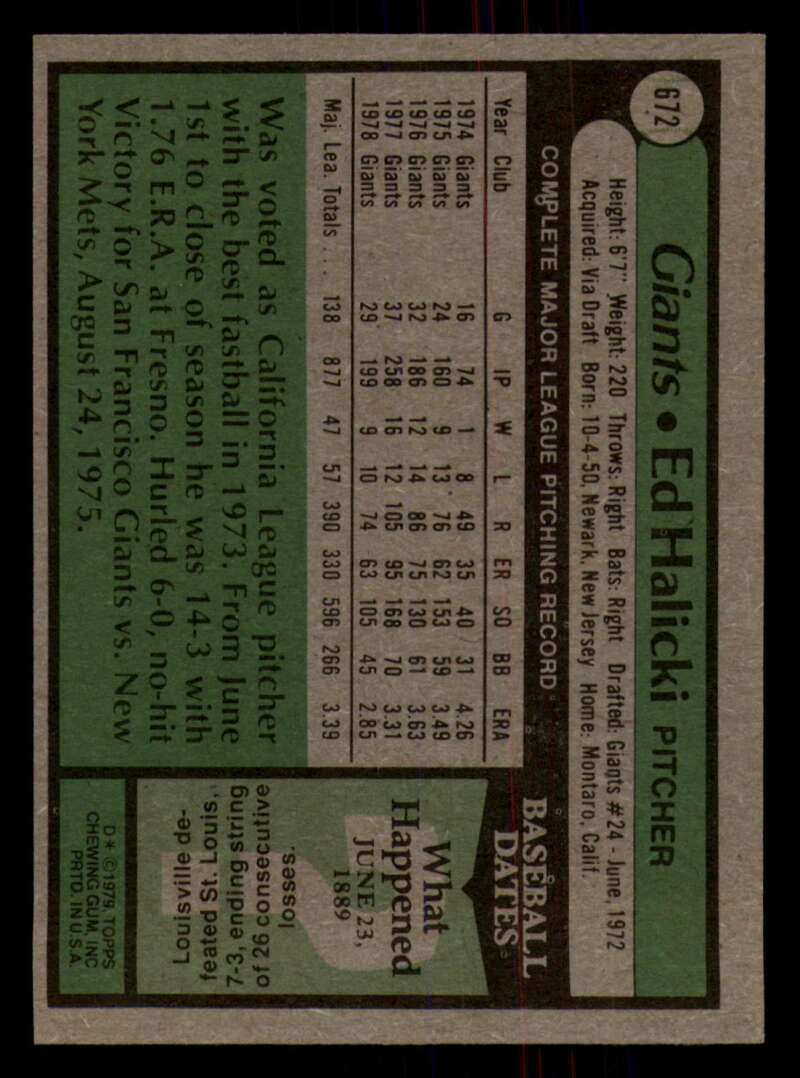 672
Giants • Ed Halicki PITCHER
Height: 6'7" Weight: 220 Throws: Right Bats: Right Drafted: Giants #24 - June, 1972
Acquired: Via Draft Born: 10-4-50, Newark, New Jersey Home: Montaro, Calif.
COMPLETE MAJOR LEAGUE PITCHING RECORD
Year Club G IP W L R ER SO BB ERA
1974 Giants 16 74 1 8 49 35 40 31 4.26
1975 Giants 24 160 9 13 76 62 153 59 3.49
1976 Giants 32 186 12 14 86 75 130 61 3.63
1977 Giants 37 258 16 12 105 95 168 70 3.31
1978 Giants 29 199 9 10 74 63 105 45 2.85
Maj. Lea. Totals ... 138 877 47 57 390 330 596 266 3.39
Was voted as California League pitcher
with the best fastball in 1973. From June
1st to close of season he was 14-3 with
1.76 E.R.A. at Fresno. Hurled 6-0, no-hit
Victory for San Francisco Giants vs. New
York Mets, August 24, 1975.
BASEBALL
DATES
What
Happened
JUNE 23,
1889
Louisville de-
feated St. Louis,
7-3, ending string
of 26 consecutive
losses.
D* © 1979, TOPPS
CHEWING GUM, INC
PRTD. IN U.S.A.